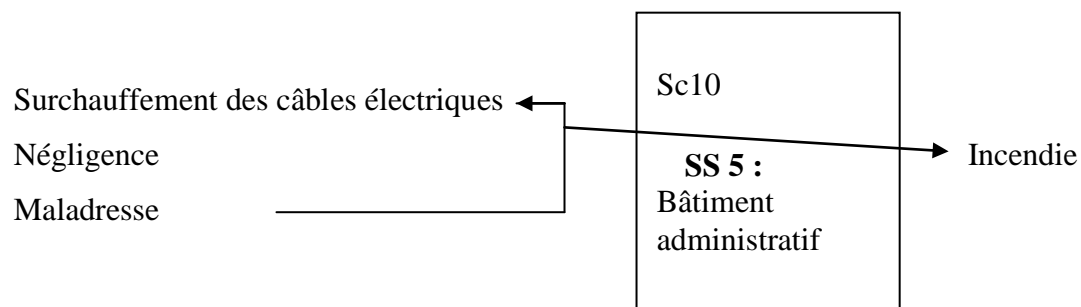 Surchauffement des câbles électriques
Négligence
Maladresse
Sc10
SS 5 :
Bâtiment
administratif
Incendie